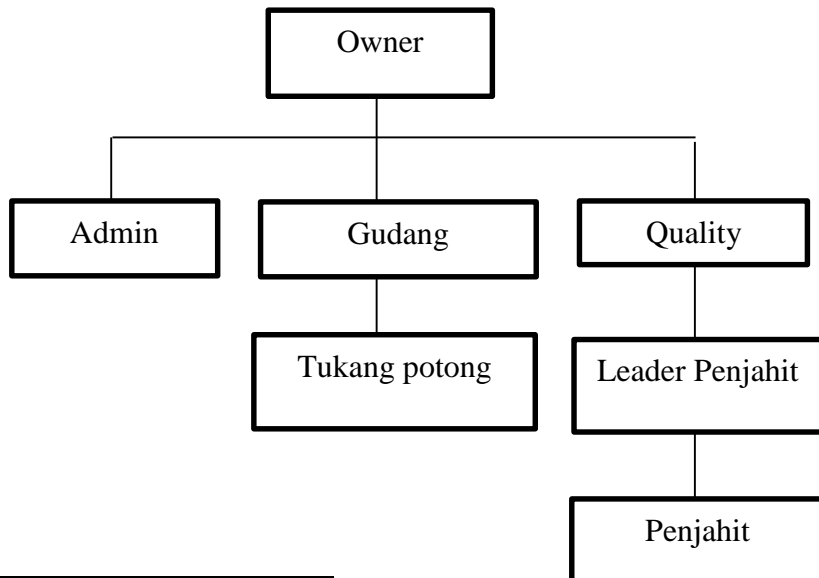 Owner
Admin
Gudang
Quality
Tukang potong
Leader Penjahit
Penjahit